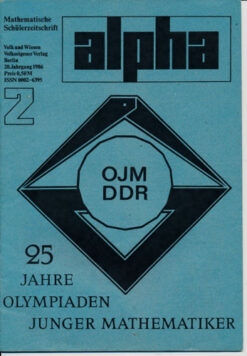 Mathematische
Schülerzeitschrift
alpha
Volk und Wissen
Volkseigener Verlag
Berlin
20. Jahrgang 1986
Preis 0,50 M
ISSN 0002-6395
2
OJM
DDR
25
JAHRE
OLYMPIADEN
JUNGER MATHEMATIKER